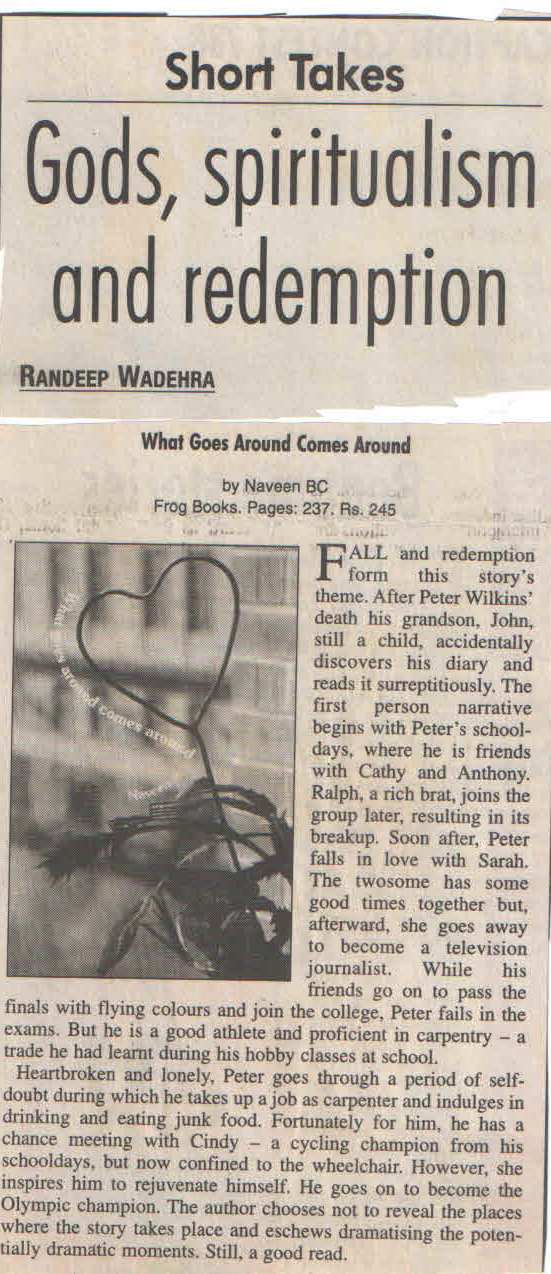 Short Takes
Gods, spiritualism
and redemption
RANDEEP WADEHRA
What Goes Around Comes Around
by Naveen BC
Frog Books. Pages: 237. Rs. 245
What goes around comes around
FALL and redemption
form this story's
theme. After Peter Wilkins'
death his grandson, John,
still a child, accidentally
discovers his diary and
reads it surreptitiously. The
first person narrative
begins with Peter's school-
days, where he is friends
with Cathy and Anthony.
Ralph, a rich brat, joins the
group later, resulting in its
breakup. Soon after, Peter
falls in love with Sarah.
The twosome has some
good times together but,
afterward, she goes away
to become a television
journalist. While his
friends go on to pass the
finals with flying colours and join the college, Peter fails in the
exams. But he is a good athlete and proficient in carpentry – a
trade he had learnt during his hobby classes at school.
Heartbroken and lonely, Peter goes through a period of self-
doubt during which he takes up a job as carpenter and indulges in
drinking and eating junk food. Fortunately for him, he has a
chance meeting with Cindy – a cycling champion from his
schooldays, but now confined to the wheelchair. However, she
inspires him to rejuvenate himself. He goes on to become the
Olympic champion. The author chooses not to reveal the places
where the story takes place and eschews dramatising the poten-
tially dramatic moments. Still, a good read.